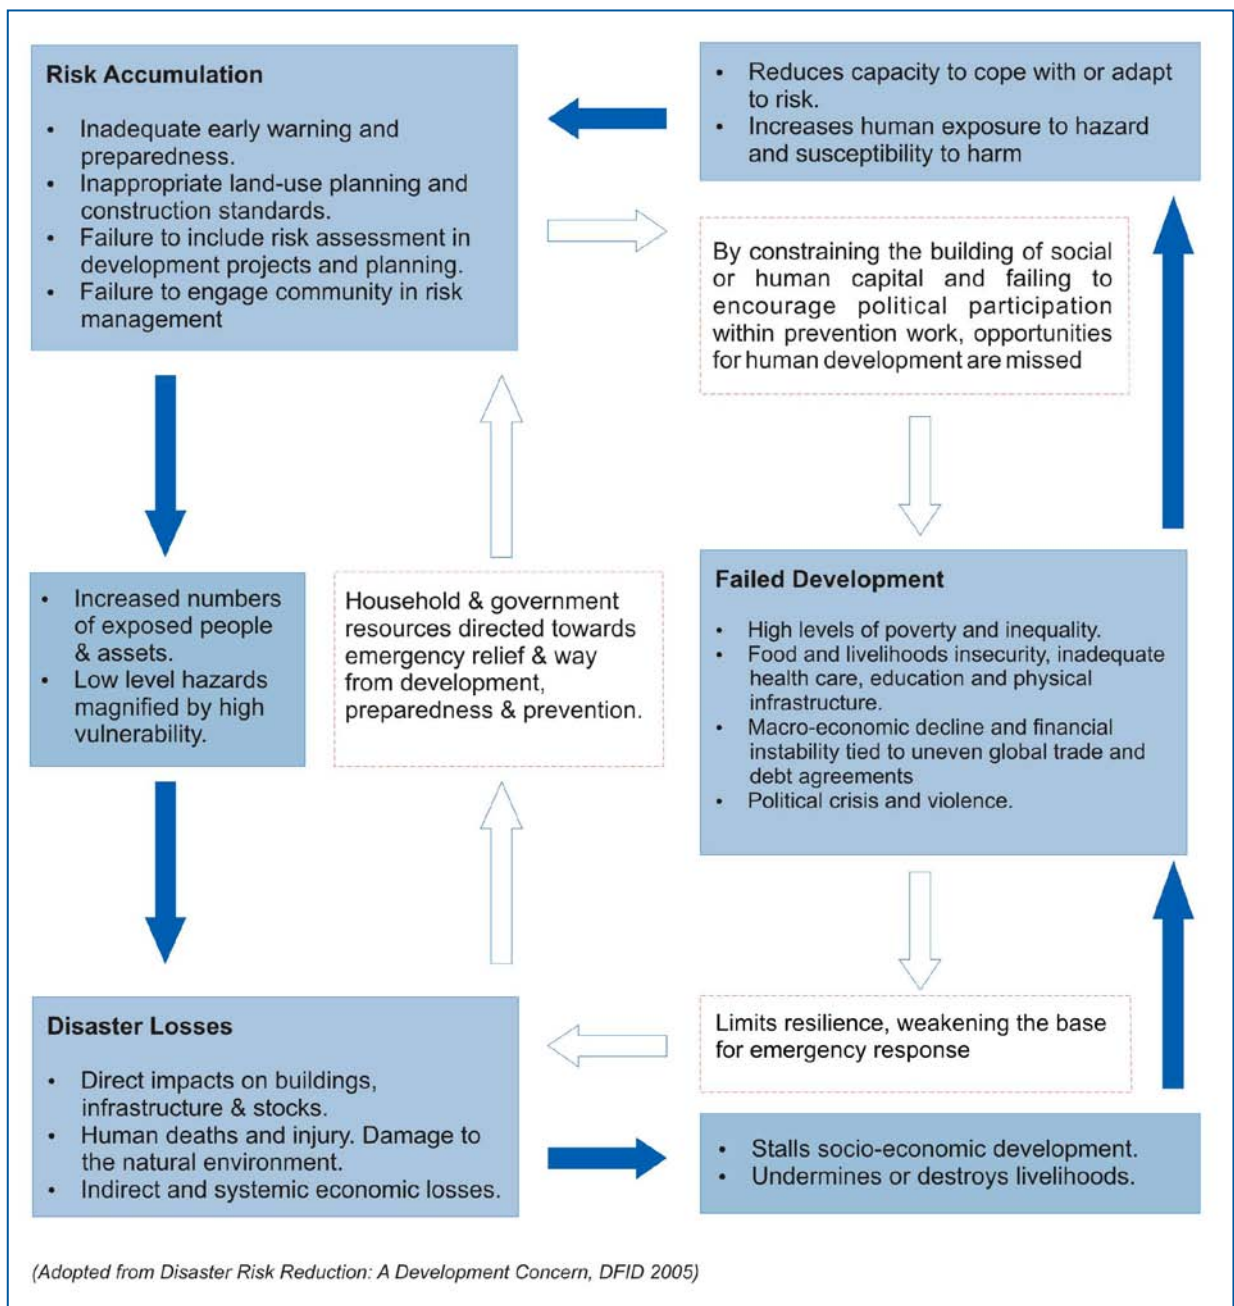 Risk Accumulation
• Inadequate early warning and
preparedness.
• Inappropriate land-use planning and
construction standards.
• Failure to include risk assessment in
development projects and planning.
• Failure to engage community in risk
management
• Reduces capacity to cope with or adapt
to risk.
• Increases human exposure to hazard
and susceptibility to harm
By constraining the building of social
or human capital and failing to
encourage political participation
within prevention work, opportunities
for human development are missed
• Increased numbers
of exposed people
& assets.
• Low level hazards
magnified by high
vulnerability.
Household & government
resources directed towards
emergency relief & way
from development,
preparedness & prevention.
Failed Development
• High levels of poverty and inequality.
• Food and livelihoods insecurity, inadequate
health care, education and physical
infrastructure.
• Macro-economic decline and financial
instability tied to uneven global trade and
debt agreements
• Political crisis and violence.
Disaster Losses
• Direct impacts on buildings,
infrastructure & stocks.
• Human deaths and injury. Damage to
the natural environment.
• Indirect and systemic economic losses.
Limits resilience, weakening the base
for emergency response
• Stalls socio-economic development.
• Undermines or destroys livelihoods.
(Adopted from Disaster Risk Reduction: A Development Concern, DFID 2005)